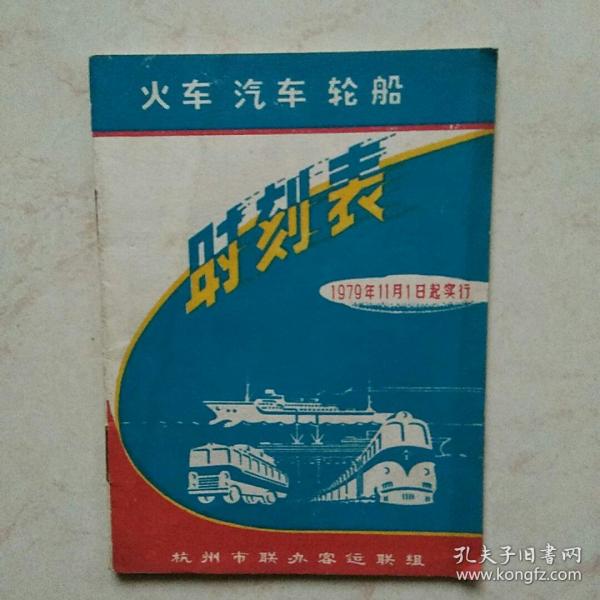 火车 汽车 轮船
时刻表
1979年11月1日起实行
杭州市联办客运联组
孔夫子旧书网
www.kongfz.com